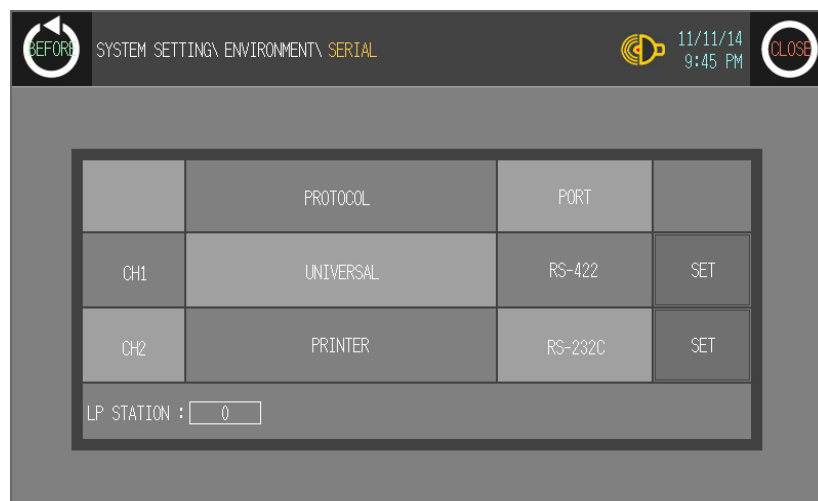 BEFORE
SYSTEM SETTING\ ENVIRONMENT\ SERIAL
11/11/14
9:45 PM
CLOSE
PROTOCOL PORT
CH1 UNIVERSAL RS-422 SET
CH2 PRINTER RS-232C SET
LP STATION : 0